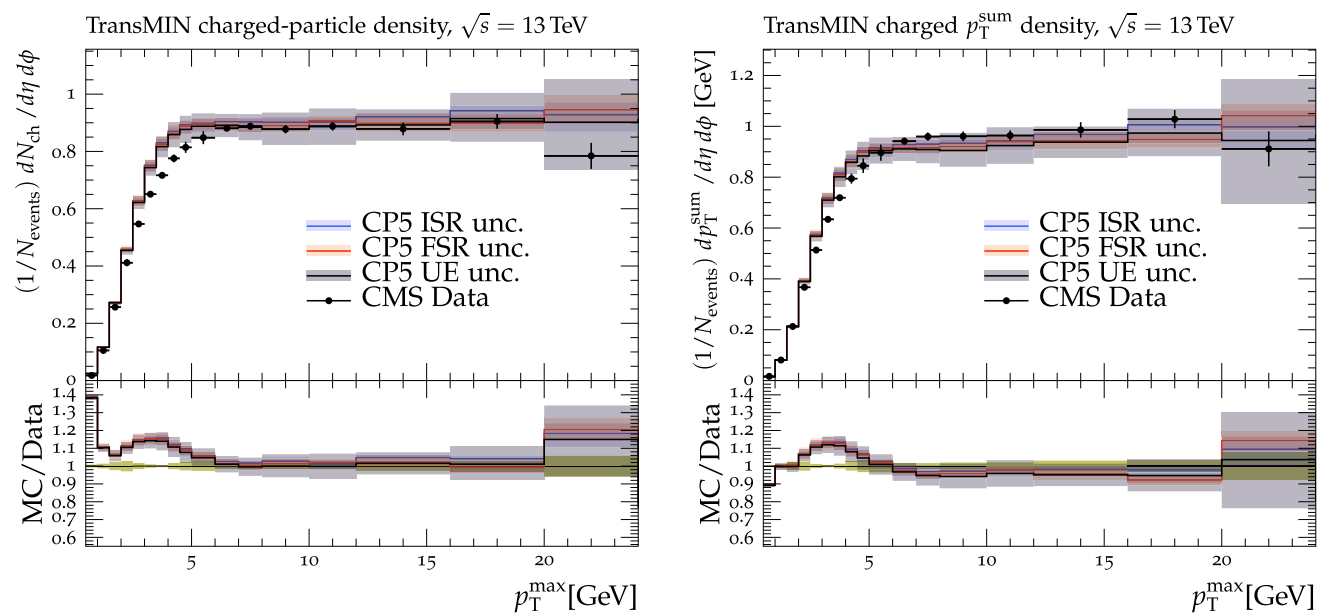 TransMIN charged-particle density, √s = 13 TeV
(1/N_events) dN_ch/dη dϕ
1
0.8
0.6
0.4
0.2
0
CP5 ISR unc.
CP5 FSR unc.
CP5 UE unc.
CMS Data
MC/Data
1.4
1.3
1.2
1.1
1
0.9
0.8
0.7
0.6
5
10
15
20
p_T^max[GeV]
TransMIN charged p_T^sum density, √s = 13 TeV
(1/N_events) dp_T^sum/dη dϕ [GeV]
1.2
1.0
0.8
0.6
0.4
0.2
0
CP5 ISR unc.
CP5 FSR unc.
CP5 UE unc.
CMS Data
MC/Data
1.4
1.3
1.2
1.1
1
0.9
0.8
0.7
0.6
5
10
15
20
p_T^max[GeV]